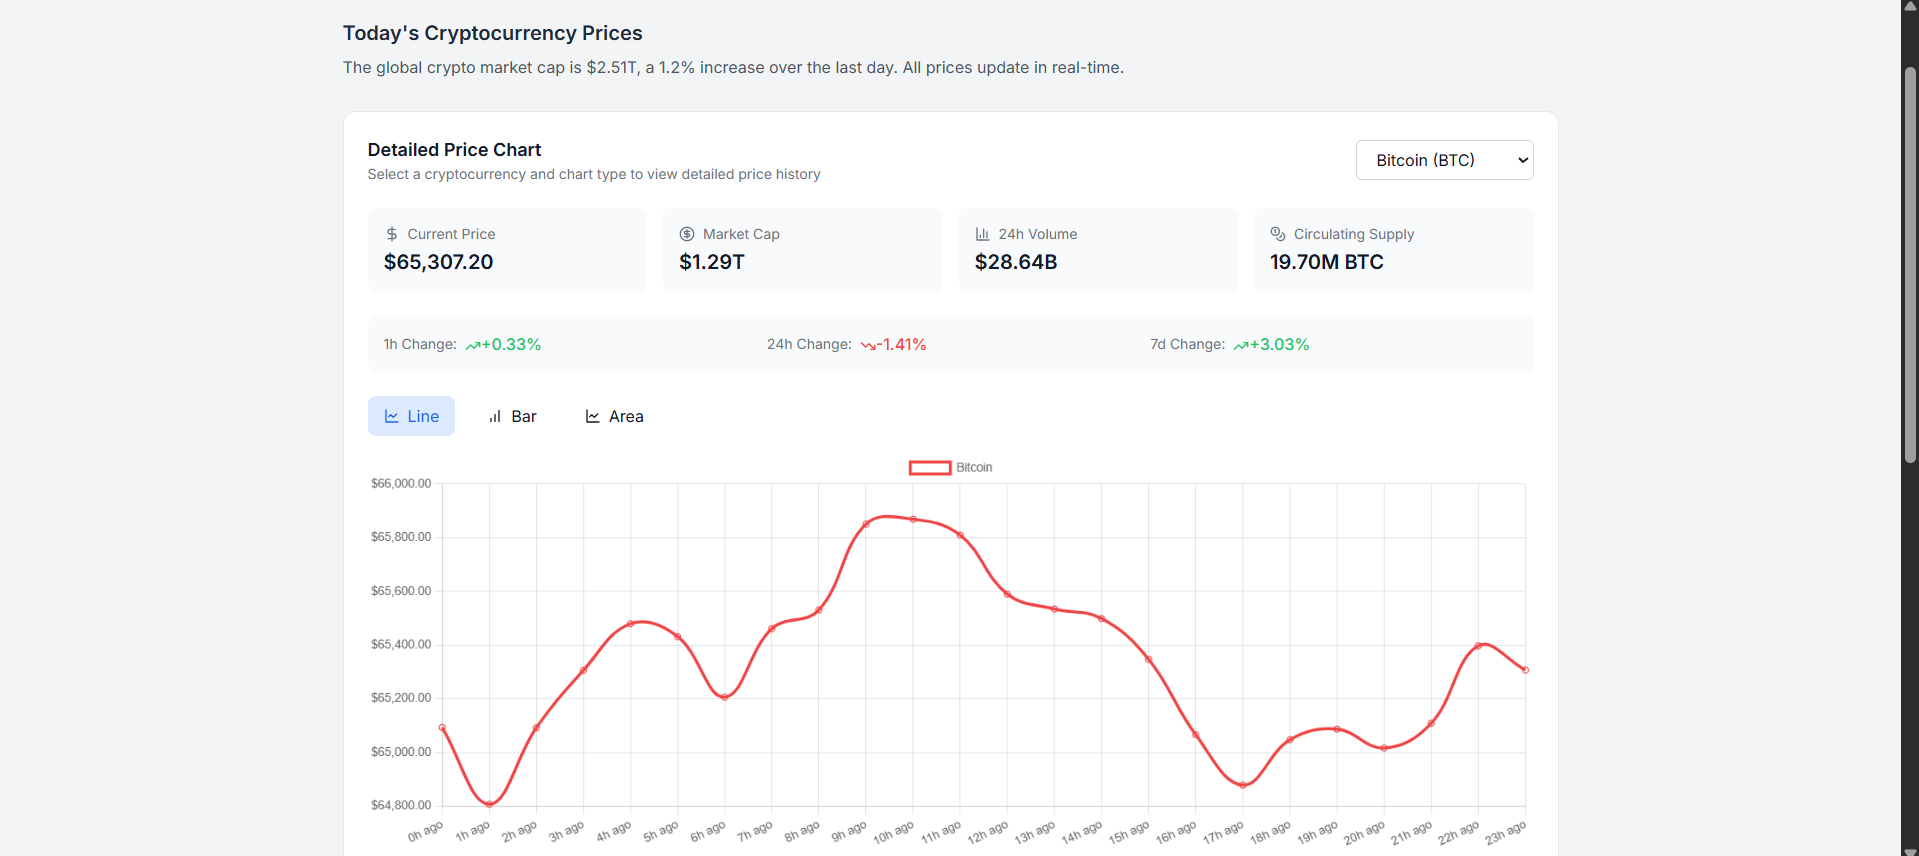 Today's Cryptocurrency Prices
The global crypto market cap is $2.51T, a 1.2% increase over the last day. All prices update in real-time.
Detailed Price Chart
Select a cryptocurrency and chart type to view detailed price history
Bitcoin (BTC)
Current Price
$65,307.20
Market Cap
$1.29T
24h Volume
$28.64B
Circulating Supply
19.70M BTC
1h Change: +0.33%
24h Change: -1.41%
7d Change: +3.03%
Line
Bar
Area
Bitcoin
$66,000.00
$65,800.00
$65,600.00
$65,400.00
$65,200.00
$65,000.00
$64,800.00
0h ago
1h ago
2h ago
3h ago
4h ago
5h ago
6h ago
7h ago
8h ago
9h ago
10h ago
11h ago
12h ago
13h ago
14h ago
15h ago
16h ago
17h ago
18h ago
19h ago
20h ago
21h ago
22h ago
23h ago